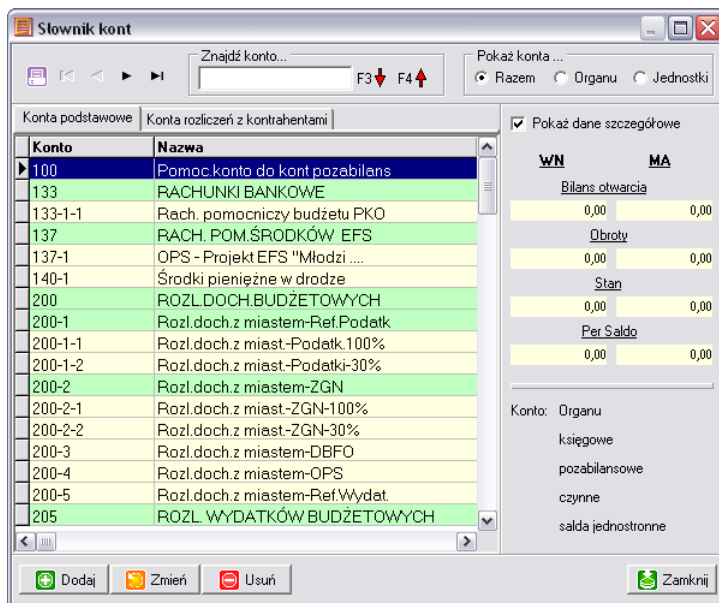 Słownik kont
Znajdź konto...
F3 F4
Pokaż konta ...
Razem Organu Jednostki
Konta podstawowe Konta rozliczeń z kontrahentami
Konto Nazwa
100 Pomoc.konto do kont pozabilans
133 RACHUNKI BANKOWE
133-1-1 Rach. pomocniczy budżetu PKO
137 RACH. POM.ŚRODKÓW EFS
137-1 OPS - Projekt EFS "Młodzi ....
140-1 Środki pieniężne w drodze
200 ROZL.DOCH.BUDŻETOWYCH
200-1 Rozl.doch.z miastem-Ref.Podatk
200-1-1 Rozl.doch.z miast.-Podatk.100%
200-1-2 Rozl.doch.z miast.-Podatki-30%
200-2 Rozl.doch.z miastem-ZGN
200-2-1 Rozl.doch.z miast.-ZGN-100%
200-2-2 Rozl.doch.z miast.-ZGN-30%
200-3 Rozl.doch.z miastem-DBFO
200-4 Rozl.doch.z miastem-OPS
200-5 Rozl.doch.z miastem-Ref.Wydat.
205 ROZL. WYDATKÓW BUDŻETOWYCH
Pokaż dane szczegółowe
WN MA
Bilans otwarcia
0,00 0,00
Obroty
0,00 0,00
Stan
0,00 0,00
Per Saldo
0,00 0,00
Konto: Organu
księgowe
pozabilansowe
czynne
salda jednostronne
Dodaj Zmień Usuń Zamknij